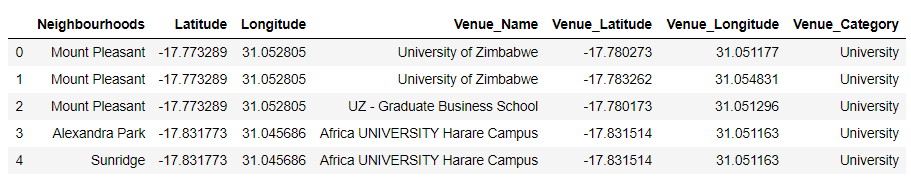 Neighbourhoods Latitude Longitude Venue_Name Venue_Latitude Venue_Longitude Venue_Category
0 Mount Pleasant -17.773289 31.052805 University of Zimbabwe -17.780273 31.051177 University
1 Mount Pleasant -17.773289 31.052805 University of Zimbabwe -17.783262 31.054831 University
2 Mount Pleasant -17.773289 31.052805 UZ - Graduate Business School -17.780173 31.051296 University
3 Alexandra Park -17.831773 31.045686 Africa UNIVERSITY Harare Campus -17.831514 31.051163 University
4 Sunridge -17.831773 31.045686 Africa UNIVERSITY Harare Campus -17.831514 31.051163 University